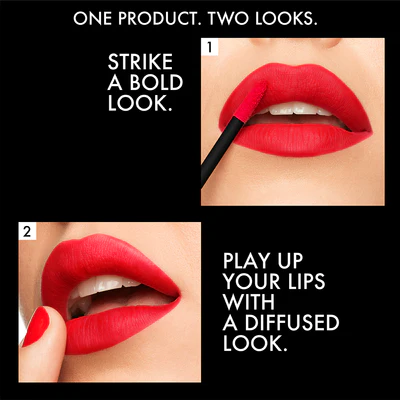 ONE PRODUCT. TWO LOOKS.
1
STRIKE
A BOLD
LOOK.
2
PLAY UP
YOUR LIPS
WITH
A DIFFUSED
LOOK.